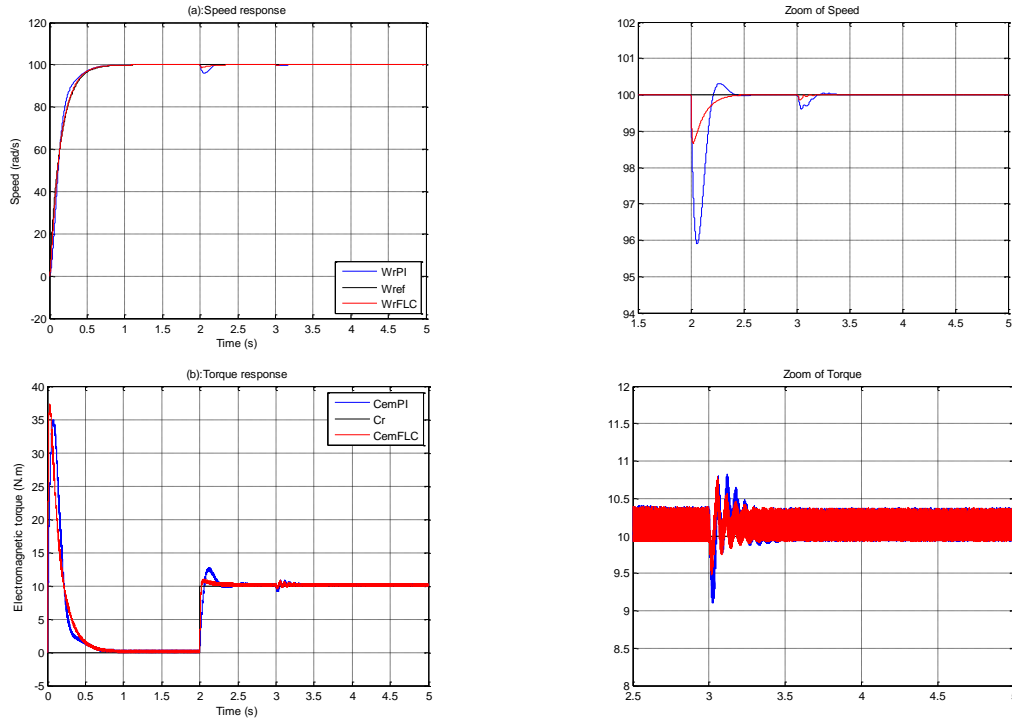 (a):Speed response
120
100
80
60
40
20
0
-20
Speed (rad/s)
WrPI
Wref
WrFLC
0 0.5 1 1.5 2 2.5 3 3.5 4 4.5 5
Time (s)
Zoom of Speed
102
101
100
99
98
97
96
95
94
1.5 2 2.5 3 3.5 4 4.5 5
(b):Torque response
40
35
30
25
20
15
10
5
0
-5
Electromagnetic torque (N.m)
CemPI
Cr
CemFLC
0 0.5 1 1.5 2 2.5 3 3.5 4 4.5 5
Time (s)
Zoom of Torque
12
11.5
11
10.5
10
9.5
9
8.5
8
2.5 3 3.5 4 4.5 5